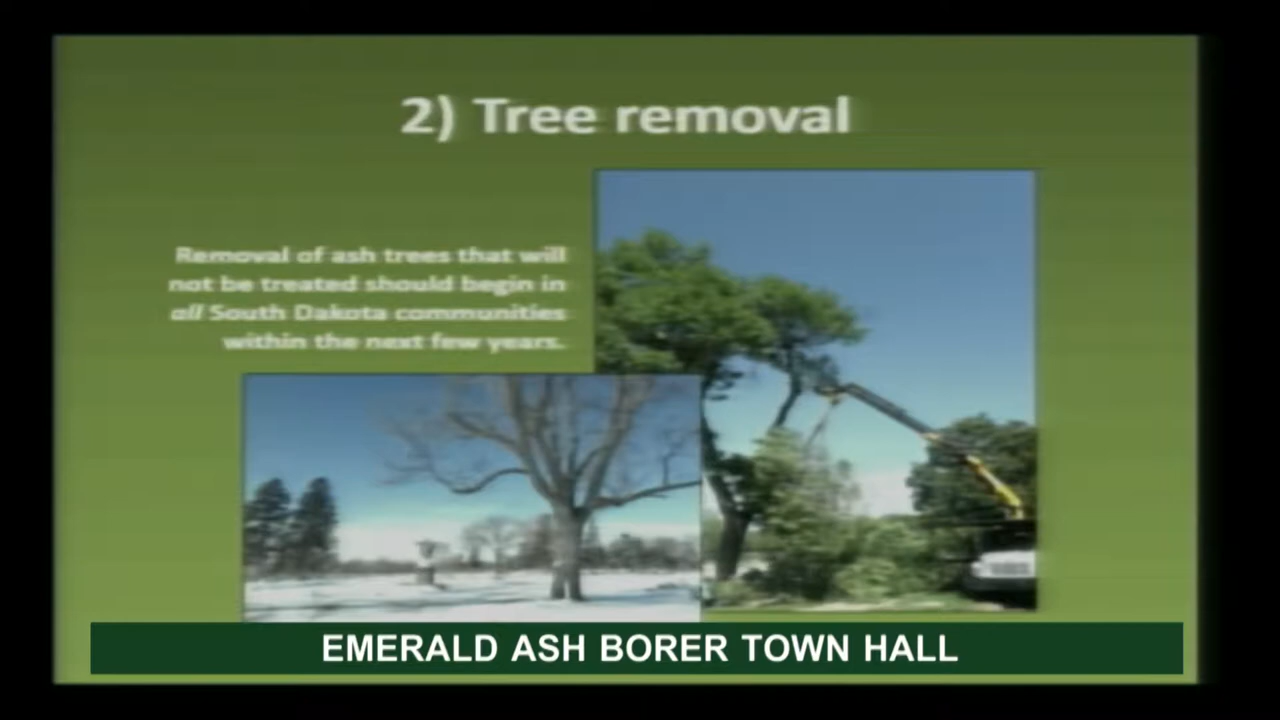 2) Tree removal
Removal of ash trees that will
not be treated should begin in
all South Dakota communities
within the next few years.
EMERALD ASH BORER TOWN HALL